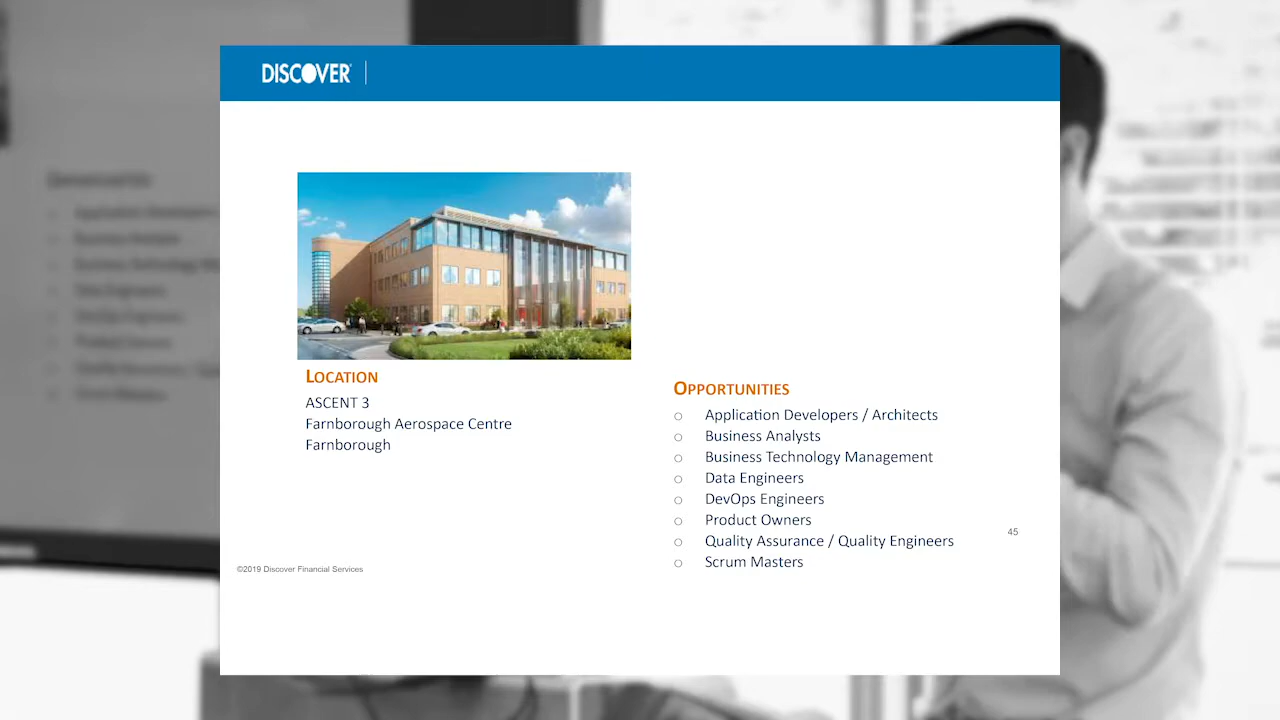 DISCOVER
LOCATION
ASCENT 3
Farnborough Aerospace Centre
Farnborough
OPPORTUNITIES
○ Application Developers / Architects
○ Business Analysts
○ Business Technology Management
○ Data Engineers
○ DevOps Engineers
○ Product Owners
○ Quality Assurance / Quality Engineers
○ Scrum Masters
45
©2019 Discover Financial Services